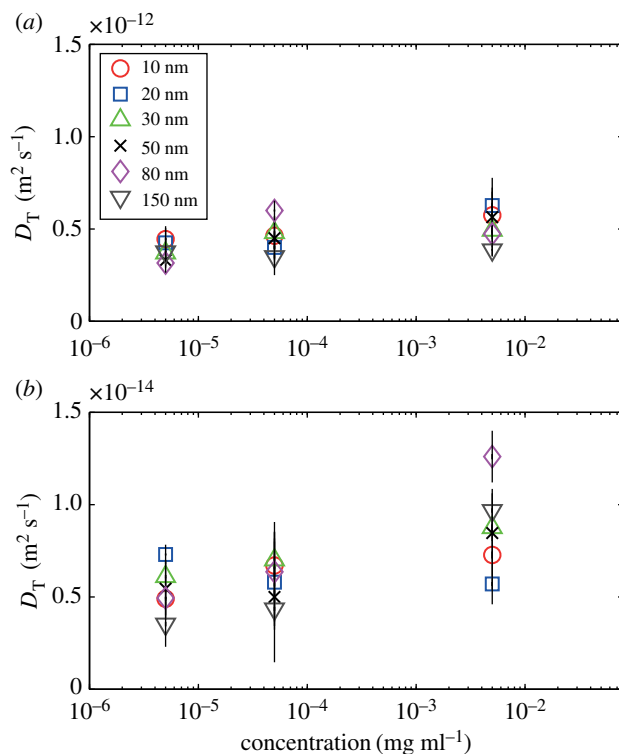 (a) ×10⁻¹²
1.5
1.0
0.5
0
D_T (m² s⁻¹)
10 nm
20 nm
30 nm
50 nm
80 nm
150 nm
10⁻⁶ 10⁻⁵ 10⁻⁴ 10⁻³ 10⁻²
(b) ×10⁻¹⁴
1.5
1.0
0.5
0
D_T (m² s⁻¹)
10⁻⁶ 10⁻⁵ 10⁻⁴ 10⁻³ 10⁻²
concentration (mg ml⁻¹)